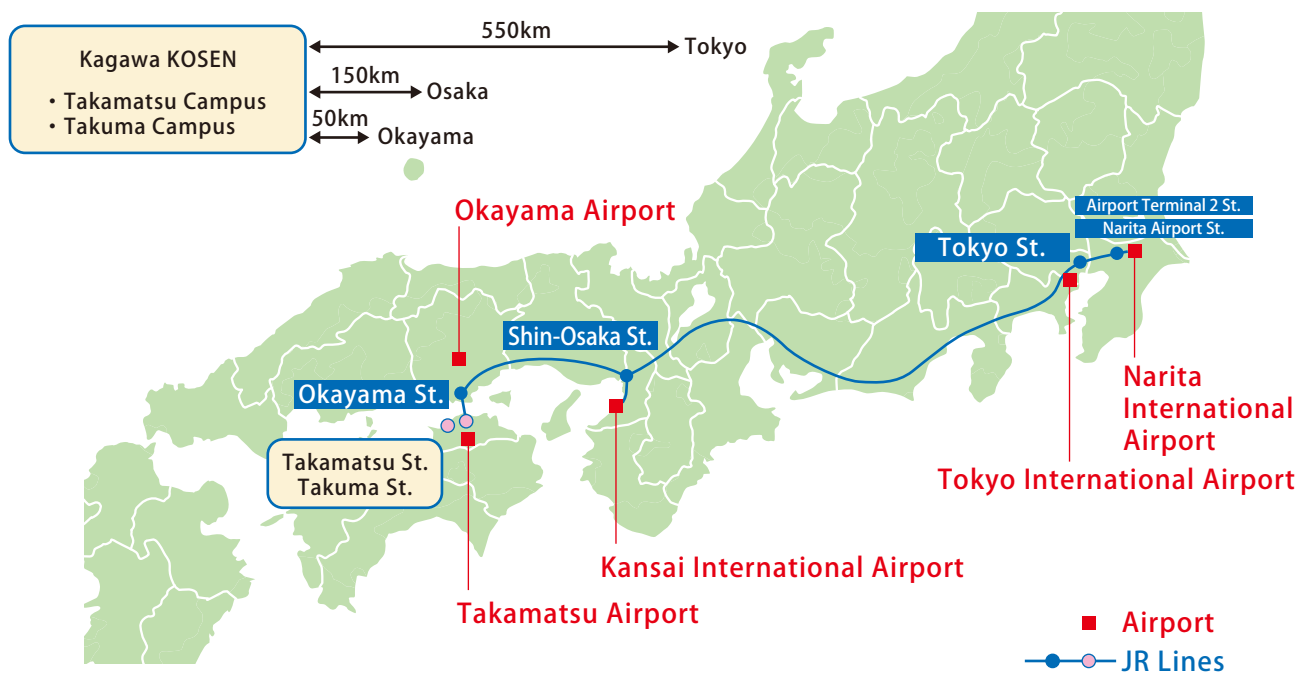 Kagawa KOSEN
・Takamatsu Campus
・Takuma Campus
550km
Tokyo
150km
Osaka
50km
Okayama
Okayama Airport
Airport Terminal 2 St.
Narita Airport St.
Tokyo St.
Shin-Osaka St.
Okayama St.
Takamatsu St.
Takuma St.
Narita
International
Airport
Tokyo International Airport
Kansai International Airport
Takamatsu Airport
Airport
JR Lines